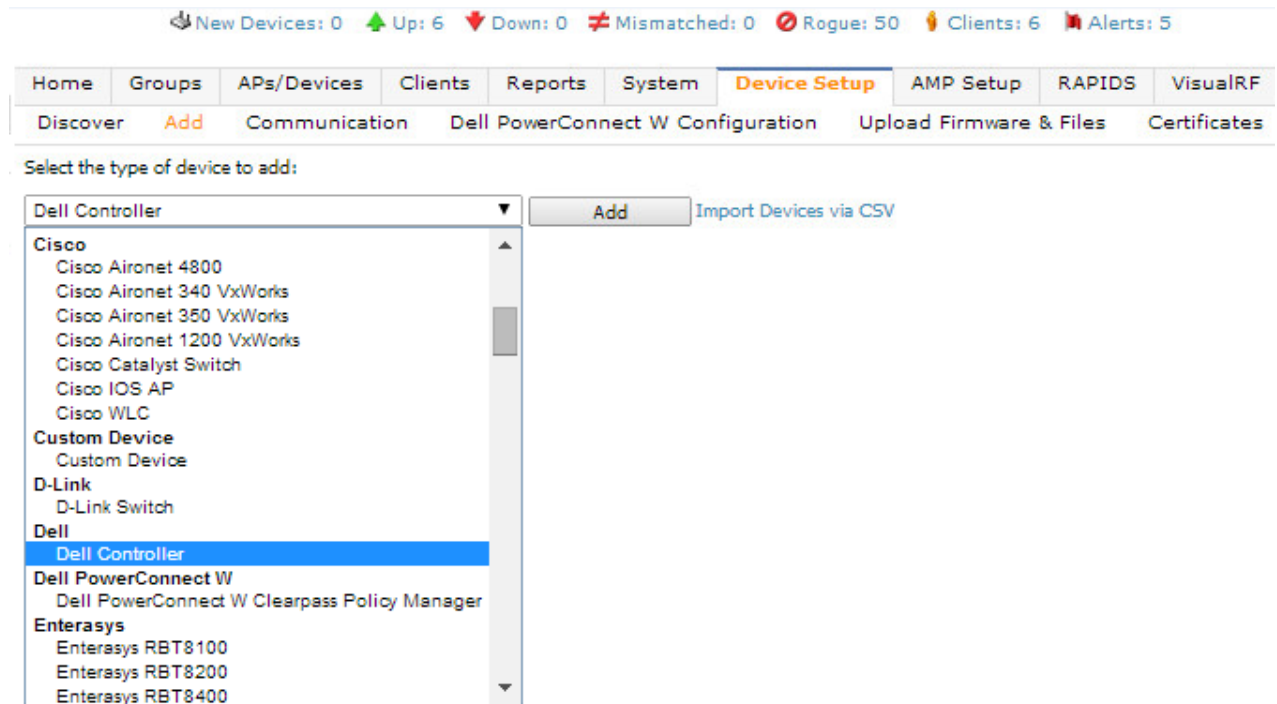 New Devices: 0 Up: 6 Down: 0 Mismatched: 0 Rogue: 50 Clients: 6 Alerts: 5
Home Groups APs/Devices Clients Reports System Device Setup AMP Setup RAPIDS VisualRF
Discover Add Communication Dell PowerConnect W Configuration Upload Firmware & Files Certificates
Select the type of device to add:
Dell Controller Add Import Devices via CSV
Cisco
Cisco Aironet 4800
Cisco Aironet 340 VxWorks
Cisco Aironet 350 VxWorks
Cisco Aironet 1200 VxWorks
Cisco Catalyst Switch
Cisco IOS AP
Cisco WLC
Custom Device
Custom Device
D-Link
D-Link Switch
Dell
Dell Controller
Dell PowerConnect W
Dell PowerConnect W Clearpass Policy Manager
Enterasys
Enterasys RBT8100
Enterasys RBT8200
Enterasys RBT8400